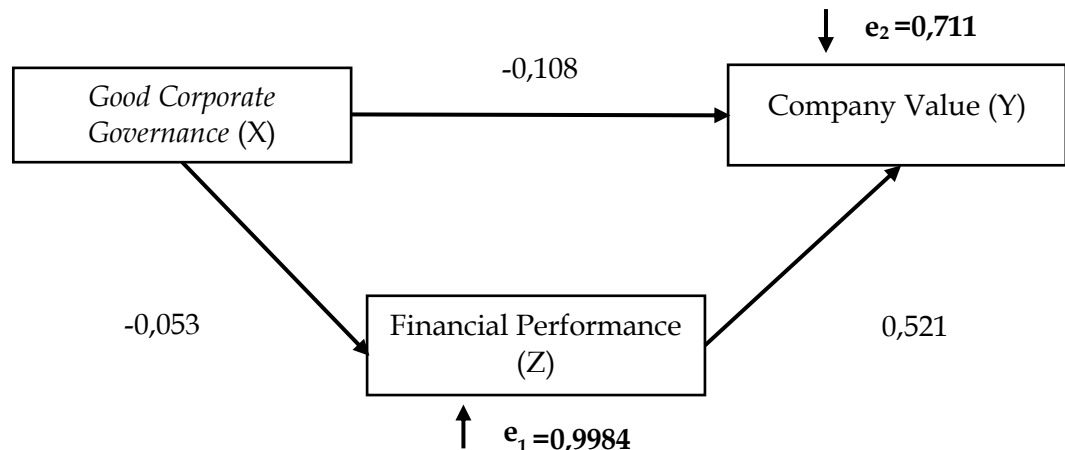 e₂ =0,711
-0,108
Good Corporate
Governance (X)
Company Value (Y)
-0,053
Financial Performance
(Z)
0,521
e₁ =0,9984